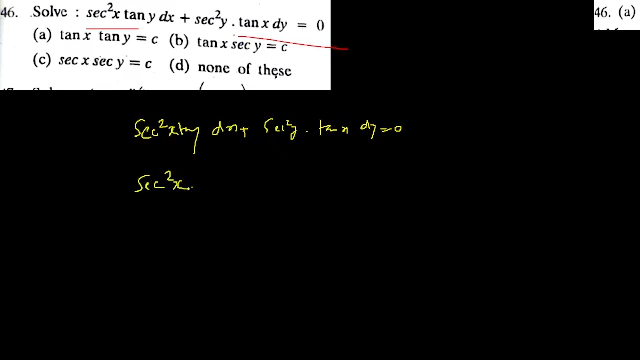 46. Solve : sec²x tan y dx + sec²y . tan x dy = 0
(a) tan x tan y = c (b) tan x sec y = c
(c) sec x sec y = c (d) none of these
46. (a)
Sec²x tany dx + Sec²y . tan x dy = 0
Sec²x.